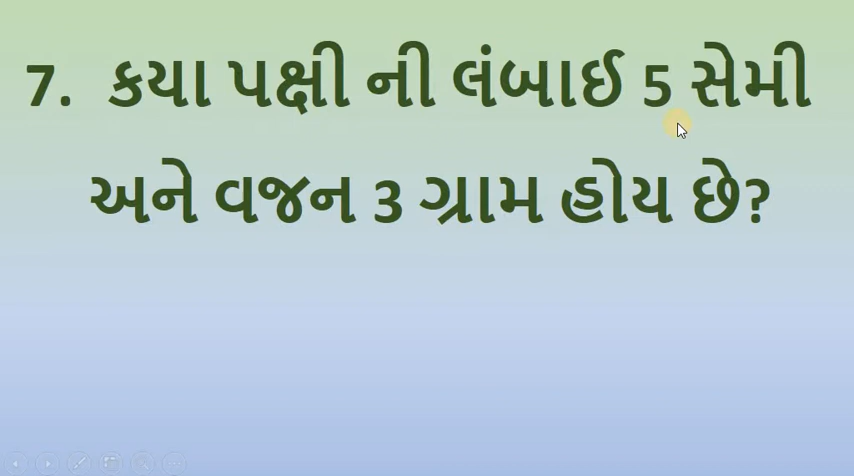 7. કયા પક્ષી ની લંબાઈ 5 સેમી
અને વજન 3 ગ્રામ હોય છે?